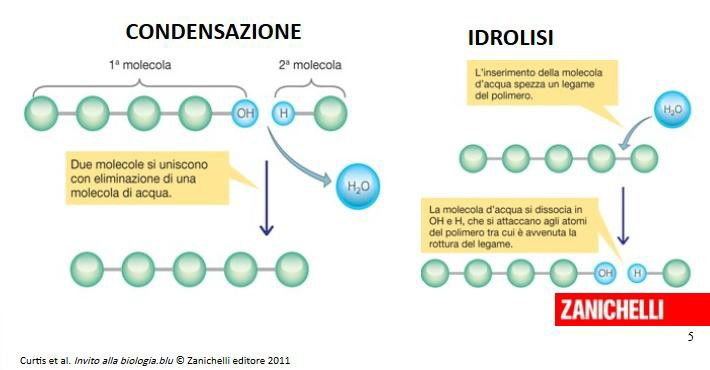 CONDENSAZIONE
1ª molecola
2ª molecola
OH
H
Due molecole si uniscono
con eliminazione di una
molecola di acqua.
H₂O
IDROLISI
L'inserimento della molecola
d'acqua spezza un legame
del polimero.
H₂O
La molecola d'acqua si dissocia in
OH e H, che si attaccano agli atomi
del polimero tra cui è avvenuta la
rottura del legame.
OH
H
ZANICHELLI
5
Curtis et al. Invito alla biologia.blu © Zanichelli editore 2011